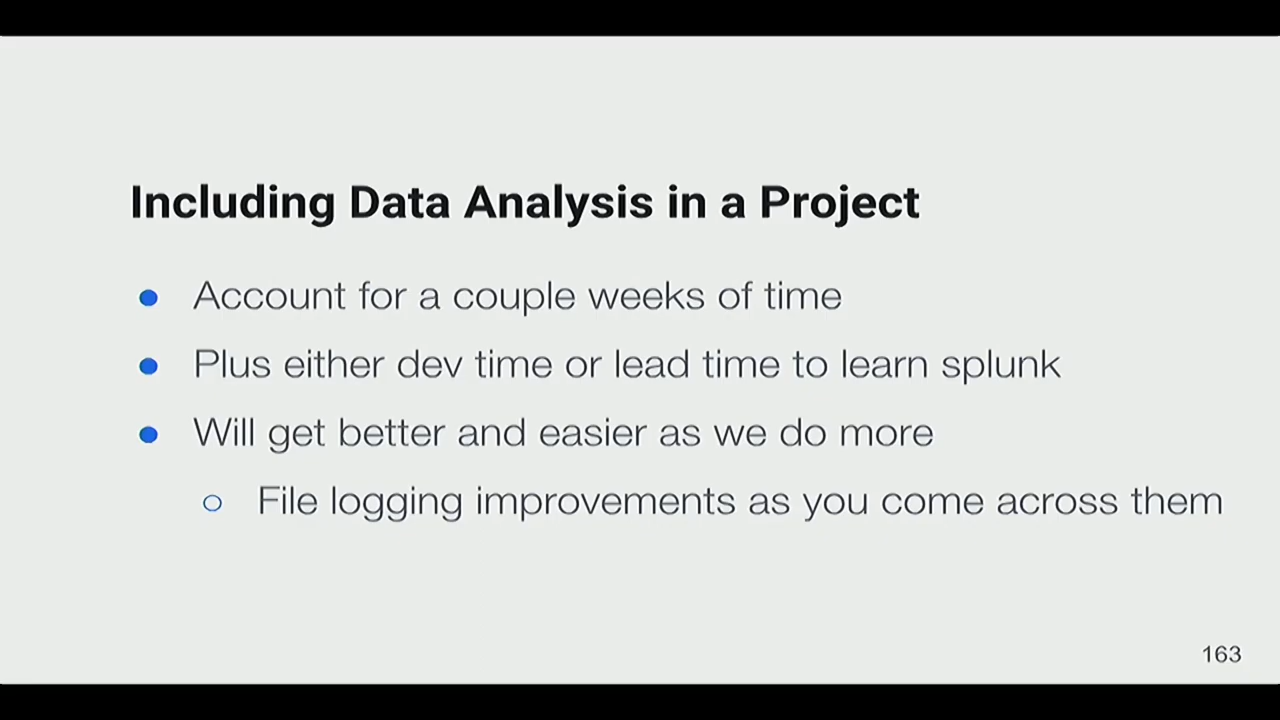 Including Data Analysis in a Project
● Account for a couple weeks of time
● Plus either dev time or lead time to learn splunk
● Will get better and easier as we do more
○ File logging improvements as you come across them
163